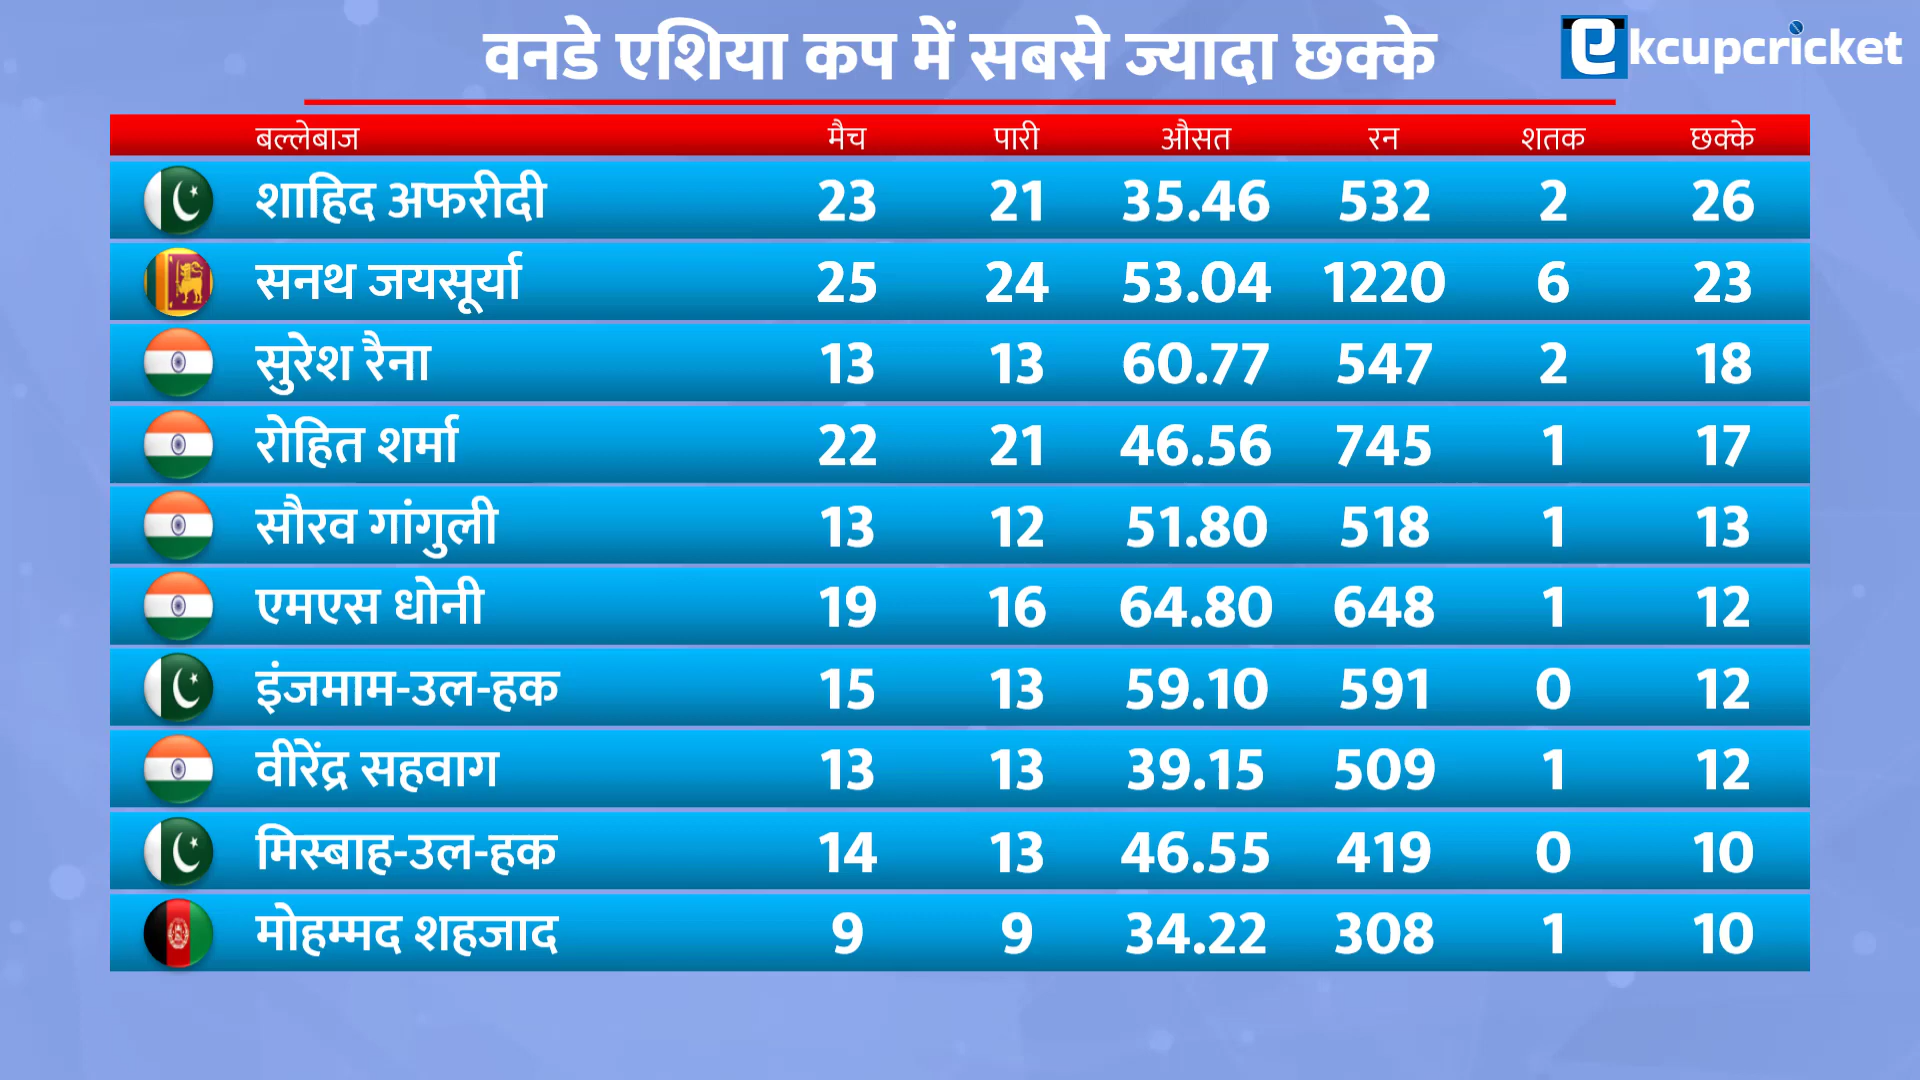 वनडे एशिया कप में सबसे ज्यादा छक्के
ekcupcricket
बल्लेबाज मैच पारी औसत रन शतक छक्के
शाहिद अफरीदी 23 21 35.46 532 2 26
सनथ जयसूर्या 25 24 53.04 1220 6 23
सुरेश रैना 13 13 60.77 547 2 18
रोहित शर्मा 22 21 46.56 745 1 17
सौरव गांगुली 13 12 51.80 518 1 13
एमएस धोनी 19 16 64.80 648 1 12
इंजमाम-उल-हक 15 13 59.10 591 0 12
वीरेंद्र सहवाग 13 13 39.15 509 1 12
मिस्बाह-उल-हक 14 13 46.55 419 0 10
मोहम्मद शहजाद 9 9 34.22 308 1 10